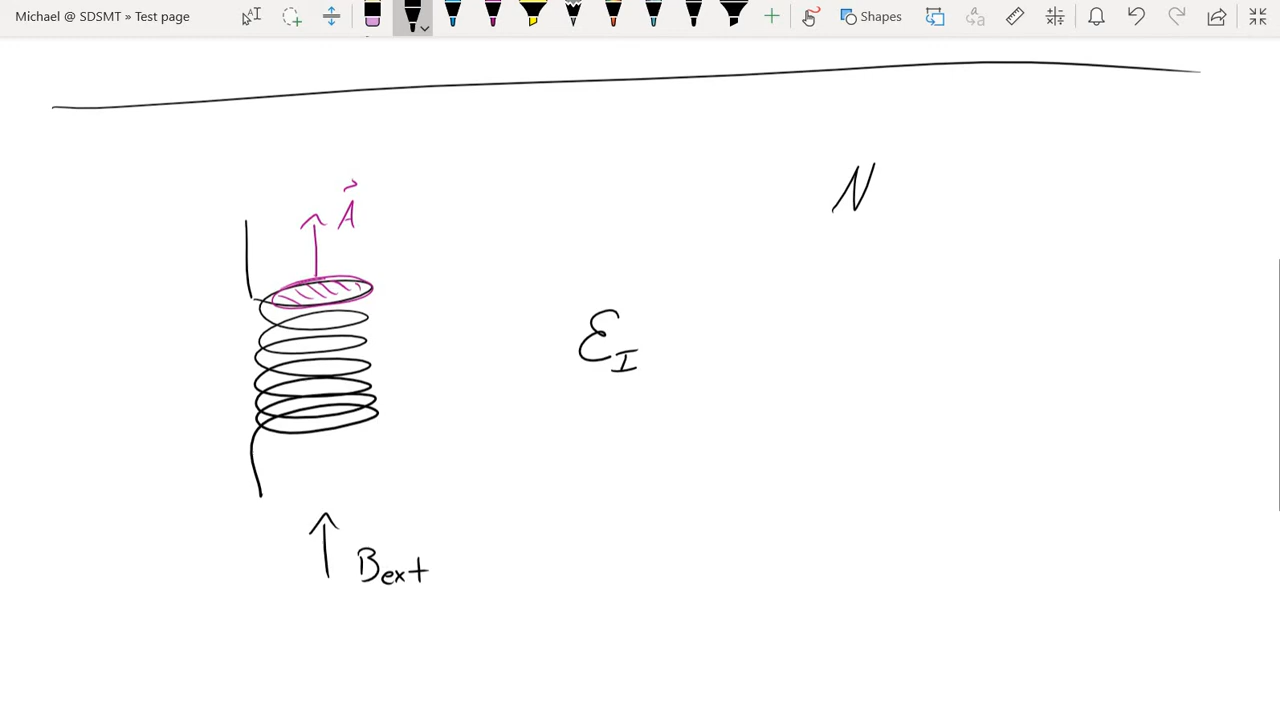 Michael @ SDSMT » Test page
Shapes
N
A⃗
ℰ_I
B_ext